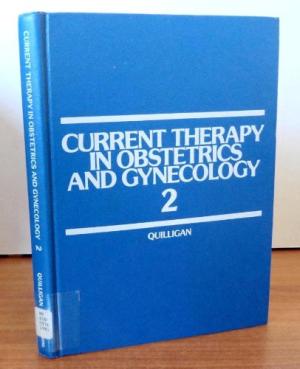 CURRENT THERAPY
IN OBSTETRICS
AND GYNECOLOGY
2
QUILLIGAN
CURRENT THERAPY IN OBSTETRICS AND GYNECOLOGY 2
QUILLIGAN